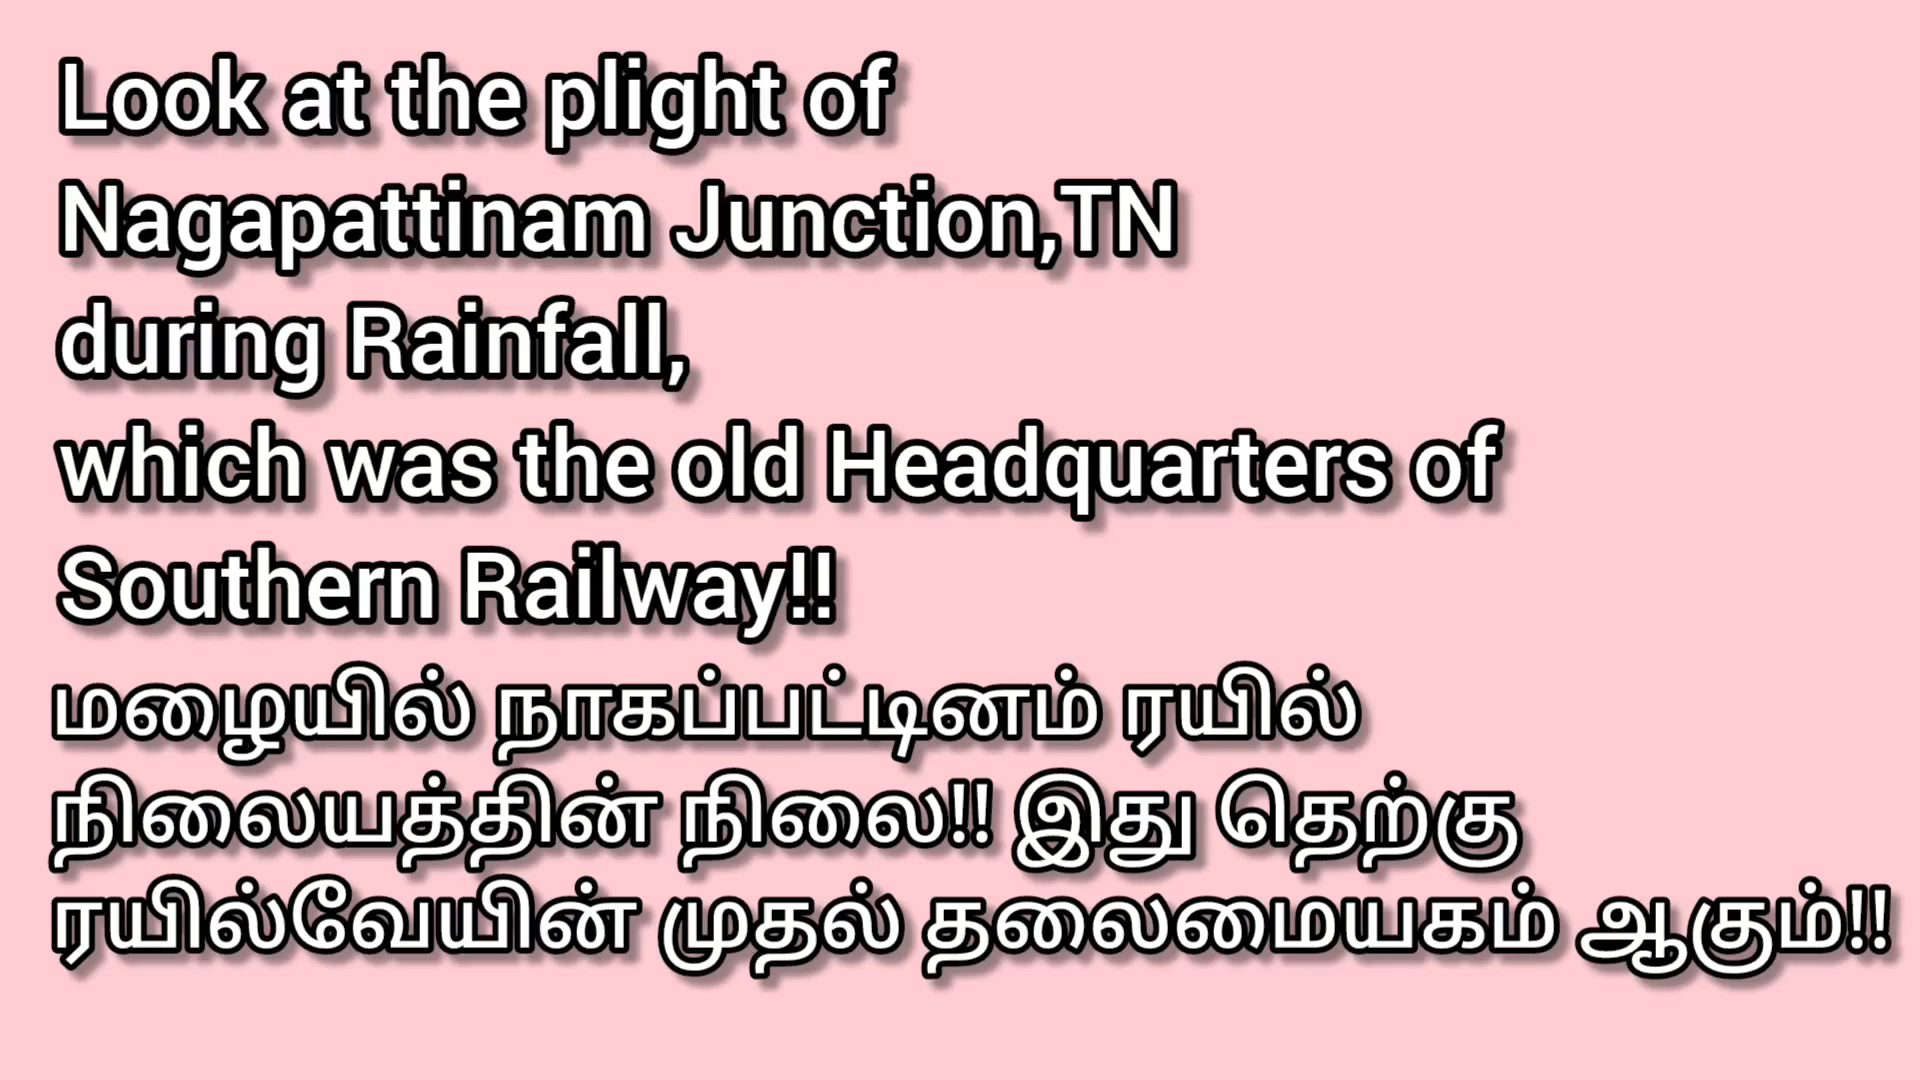 Look at the plight of
Nagapattinam Junction,TN
during Rainfall,
which was the old Headquarters of
Southern Railway!!
மழையில் நாகப்பட்டினம் ரயில்
நிலையத்தின் நிலை!! இது தெற்கு
ரயில்வேயின் முதல் தலைமையகம் ஆகும்!!